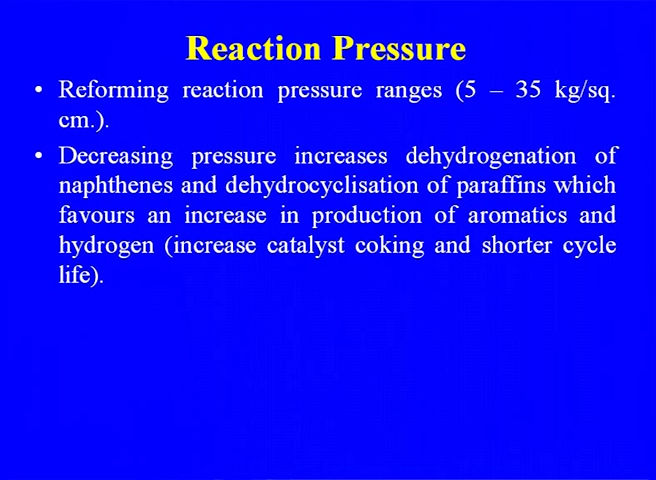 Reaction Pressure
• Reforming reaction pressure ranges (5 – 35 kg/sq.
cm.).
• Decreasing pressure increases dehydrogenation of
naphthenes and dehydrocyclisation of paraffins which
favours an increase in production of aromatics and
hydrogen (increase catalyst coking and shorter cycle
life).